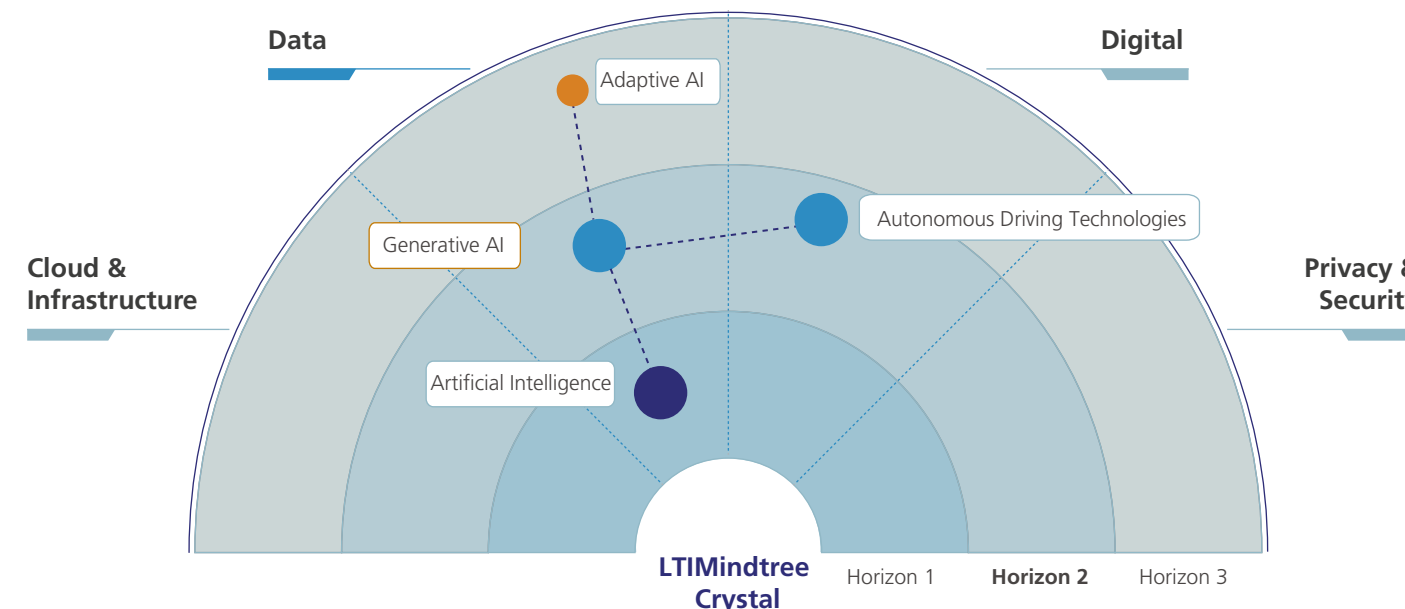 Data
Digital
Adaptive AI
Autonomous Driving Technologies
Generative AI
Cloud &
Infrastructure
Privacy &
Securit
Artificial Intelligence
LTIMindtree
Crystal
Horizon 1
Horizon 2
Horizon 3